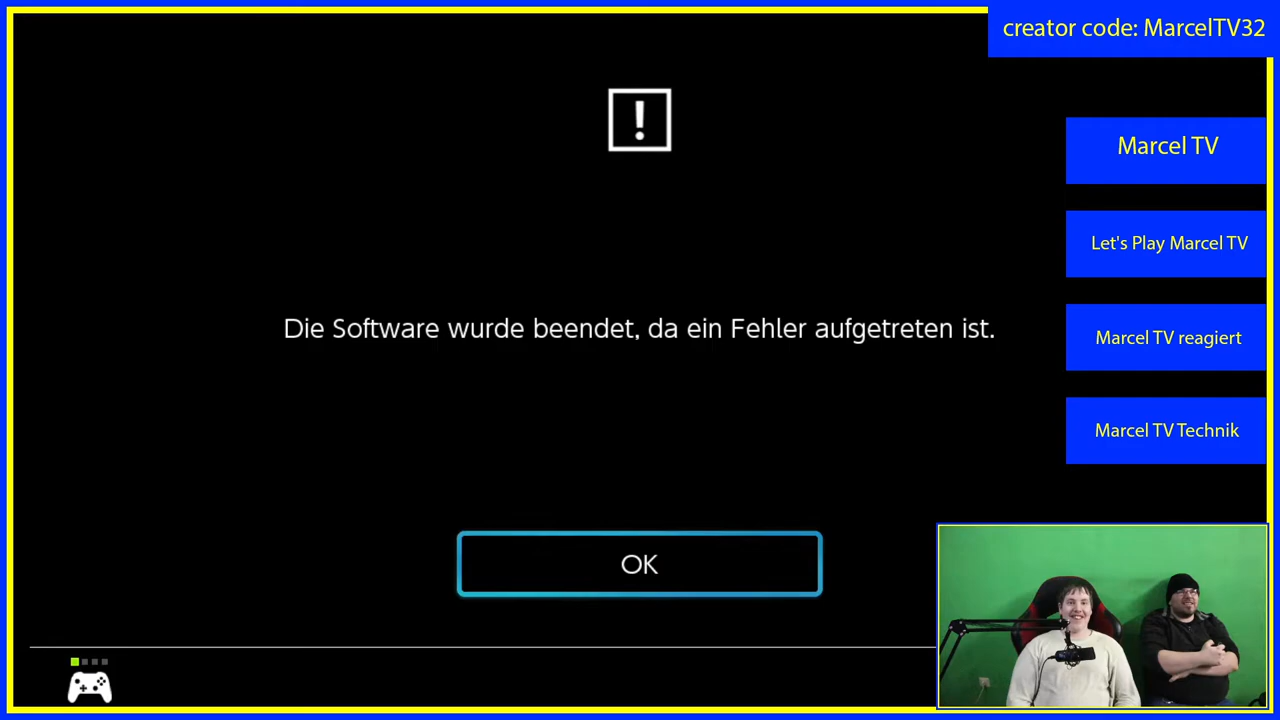 creator code: MarcelTV32
Marcel TV
Let's Play Marcel TV
Die Software wurde beendet, da ein Fehler aufgetreten ist.
Marcel TV reagiert
Marcel TV Technik
OK